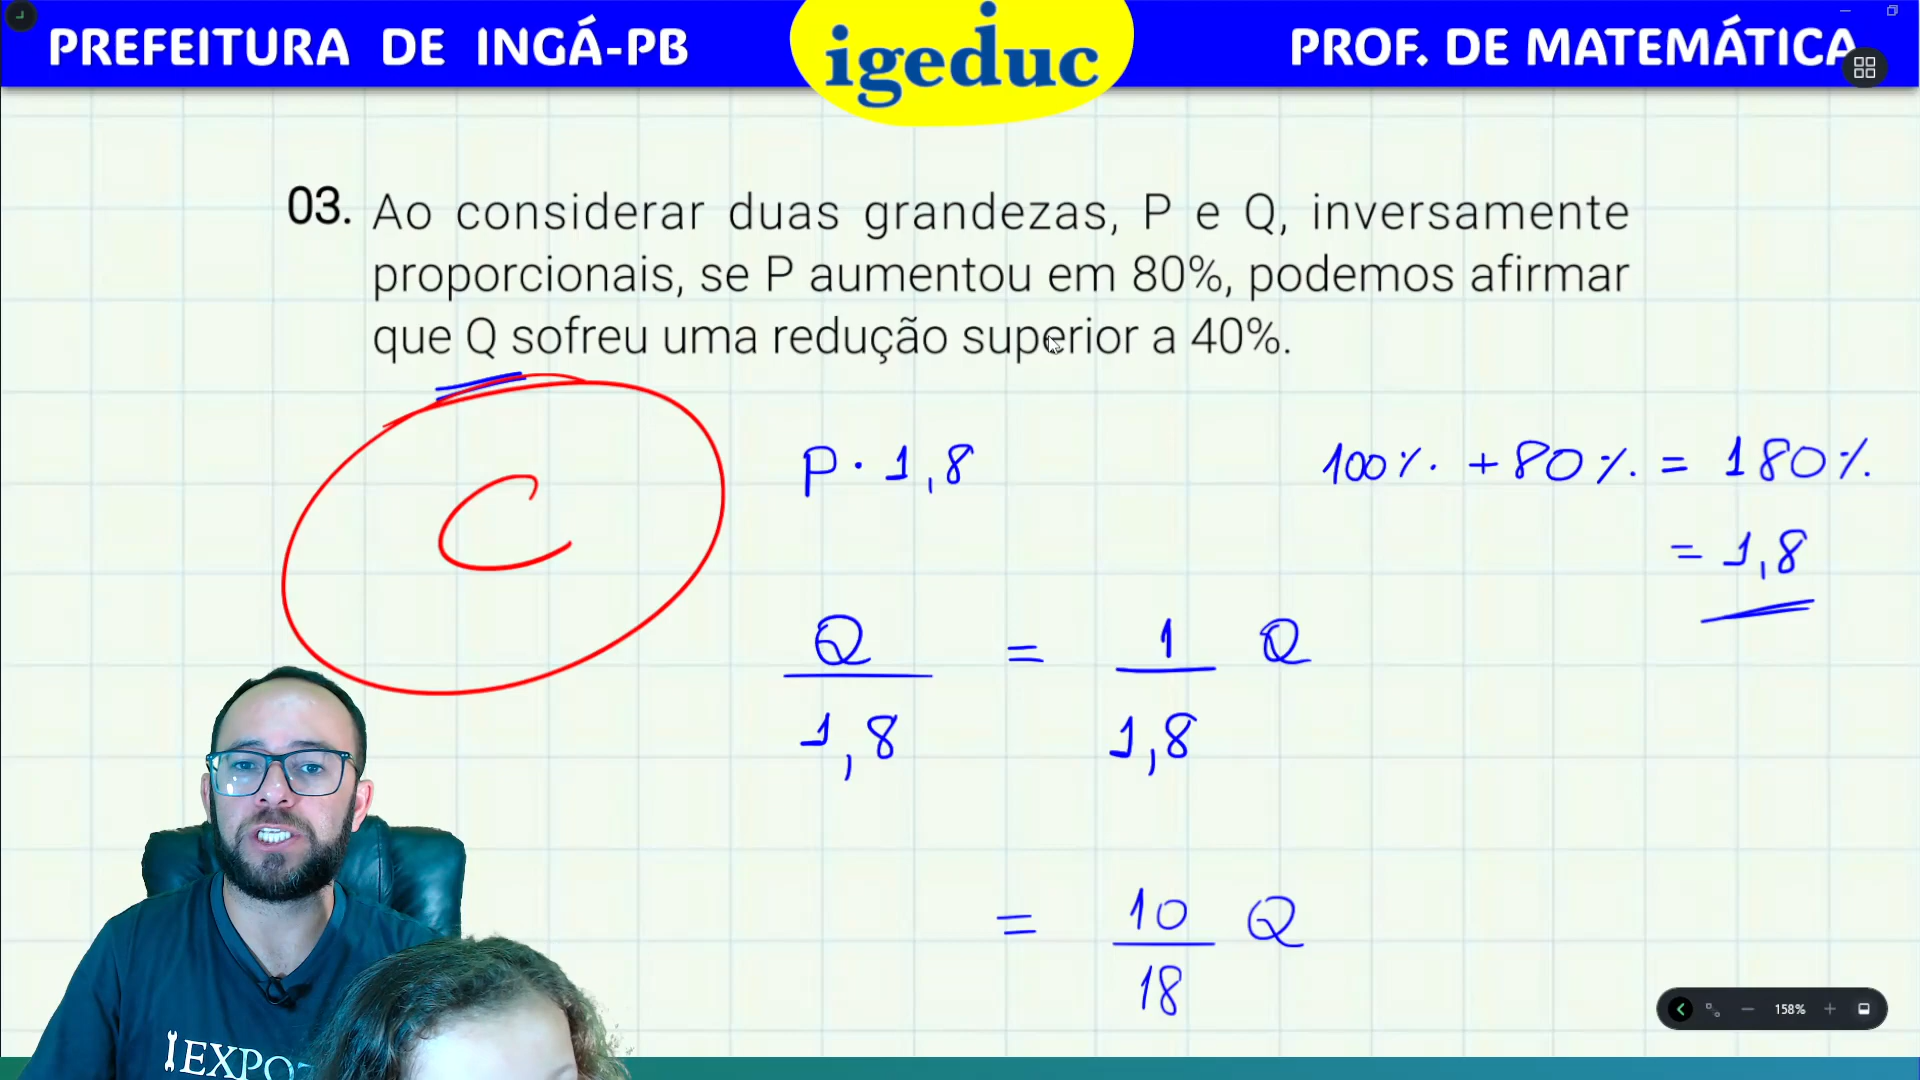 PREFEITURA DE INGÁ-PB
igeduc
PROF. DE MATEMÁTICA
03. Ao considerar duas grandezas, P e Q, inversamente
proporcionais, se P aumentou em 80%, podemos afirmar
que Q sofreu uma redução superior a 40%.
C
P · 1,8
100% + 80% = 180%
= 1,8
Q/1,8 = 1/1,8 Q
= 10/18 Q
158%